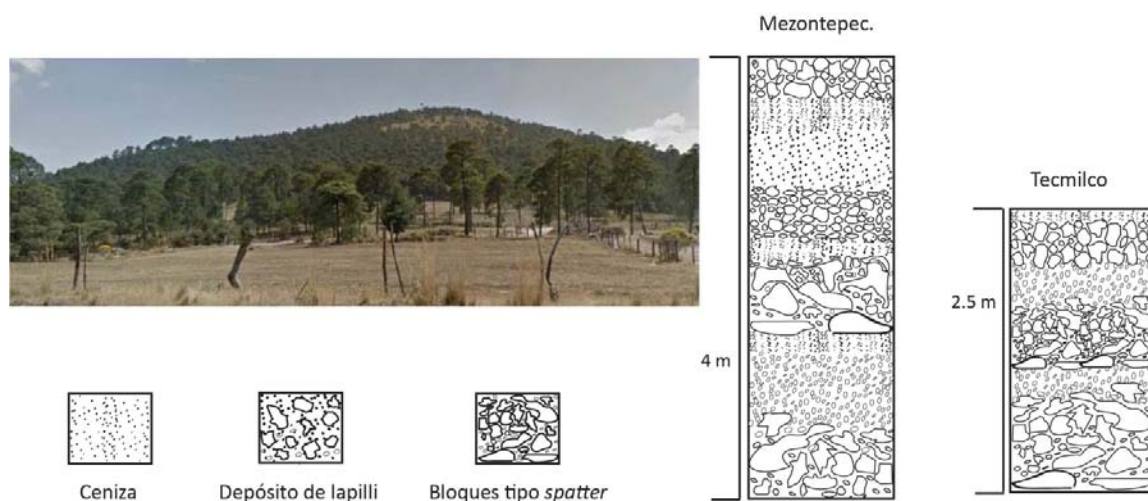 Mezontepec.
Tecmilco
2.5 m
4 m
Ceniza
Depósito de lapilli
Bloques tipo spatter